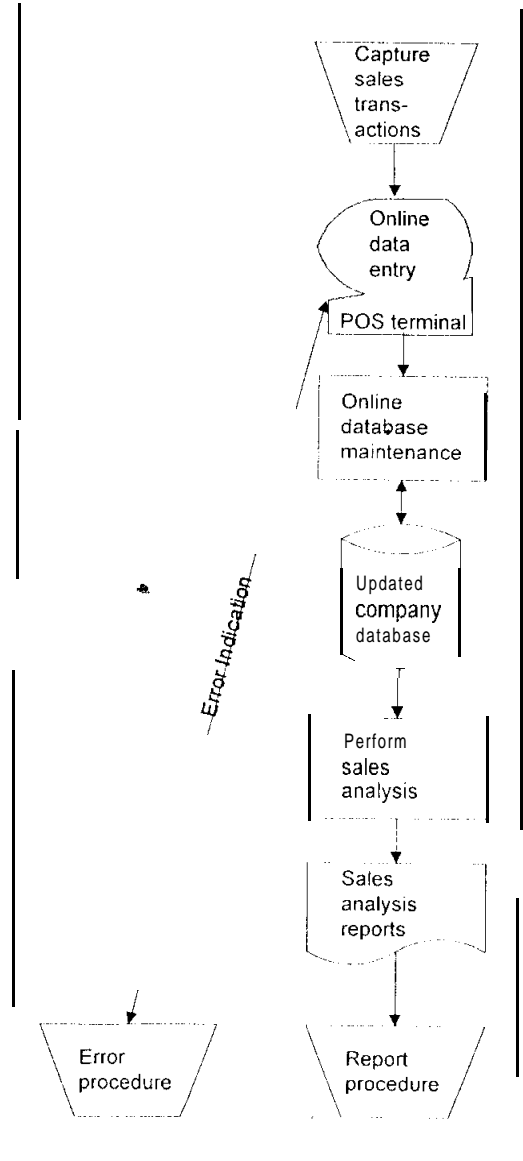 Capture
sales
trans-
actions
Online
data
entry
POS terminal
Online
database
maintenance
Updated
company
database
Error Indication
Perform
sales
analysis
Sales
analysis
reports
Error
procedure
Report
procedure